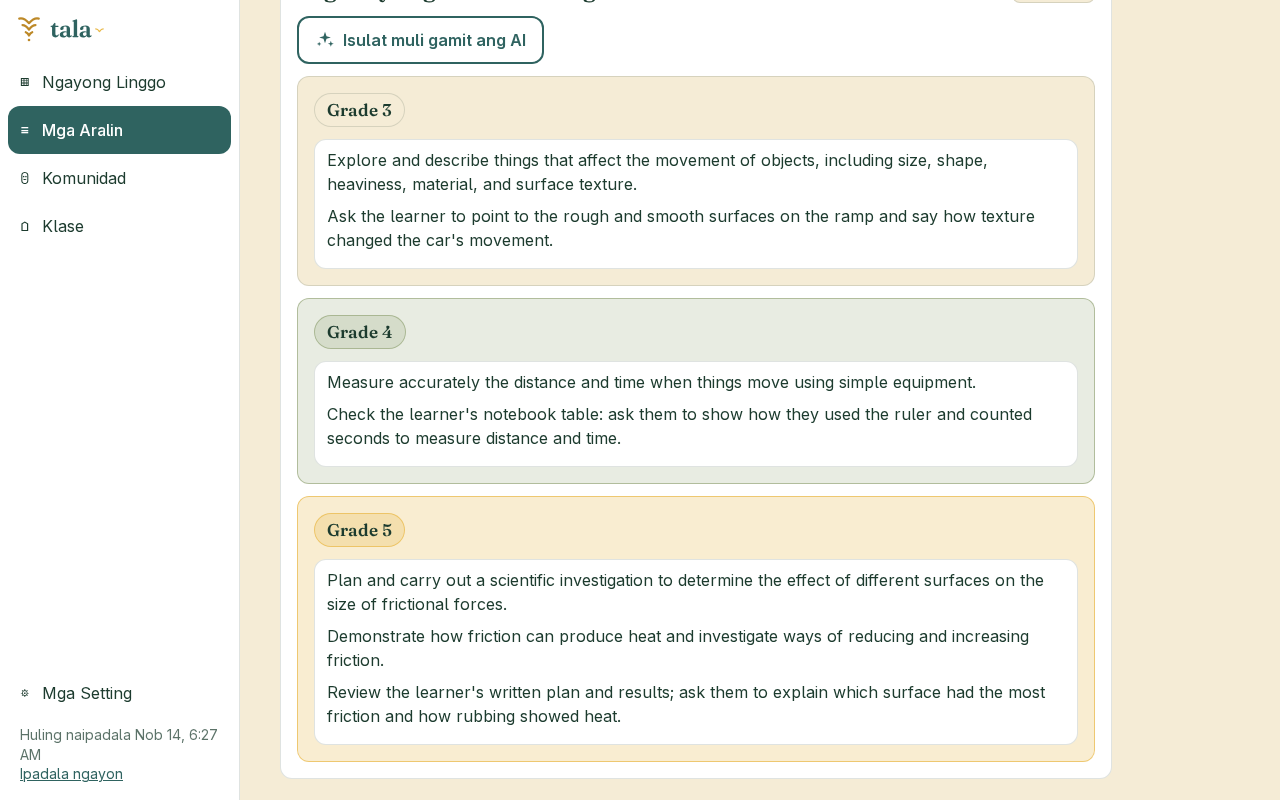 tala
Ngayong Linggo
Mga Aralin
Komunidad
Klase
Mga Setting
Huling naipadala Nov 14, 6:27
AM
Ipadala ngayon
Isulat muli gamit ang AI
Grade 3
Explore and describe things that affect the movement of objects, including size, shape,
heaviness, material, and surface texture.
Ask the learner to point to the rough and smooth surfaces on the ramp and say how texture
changed the car's movement.
Grade 4
Measure accurately the distance and time when things move using simple equipment.
Check the learner's notebook table: ask them to show how they used the ruler and counted
seconds to measure distance and time.
Grade 5
Plan and carry out a scientific investigation to determine the effect of different surfaces on the
size of frictional forces.
Demonstrate how friction can produce heat and investigate ways of reducing and increasing
friction.
Review the learner's written plan and results; ask them to explain which surface had the most
friction and how rubbing showed heat.